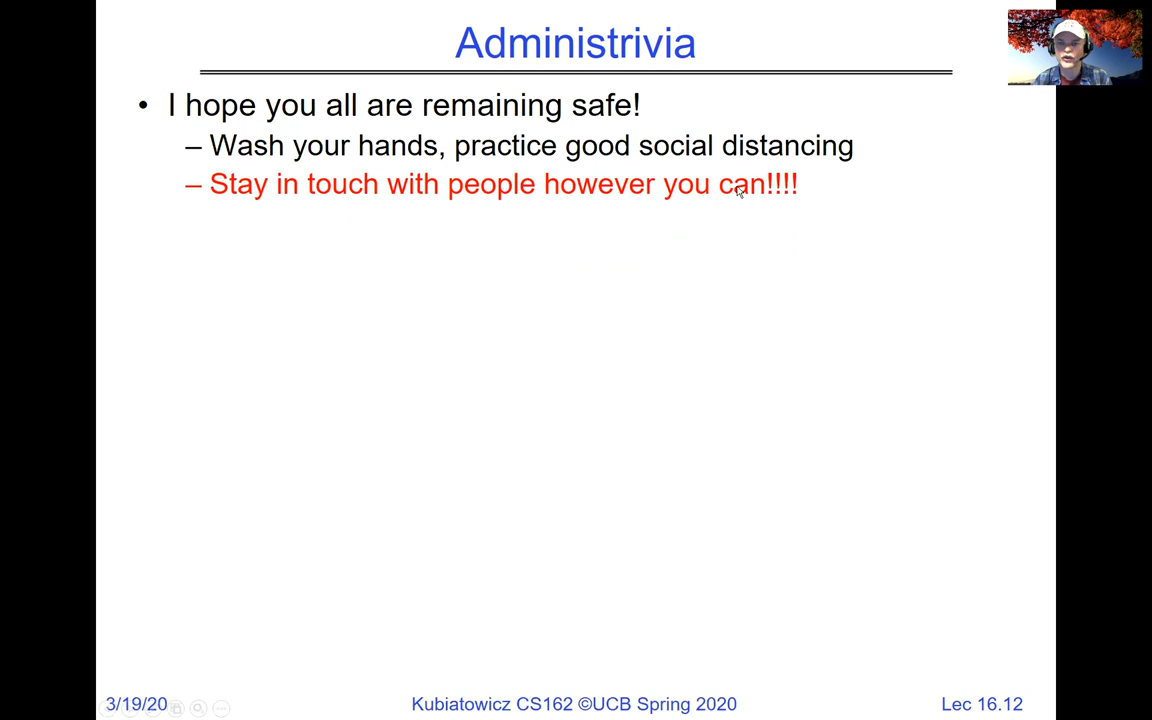 Administrivia
• I hope you all are remaining safe!
– Wash your hands, practice good social distancing
– Stay in touch with people however you can!!!!
3/19/20 Kubiatowicz CS162 ©UCB Spring 2020 Lec 16.12